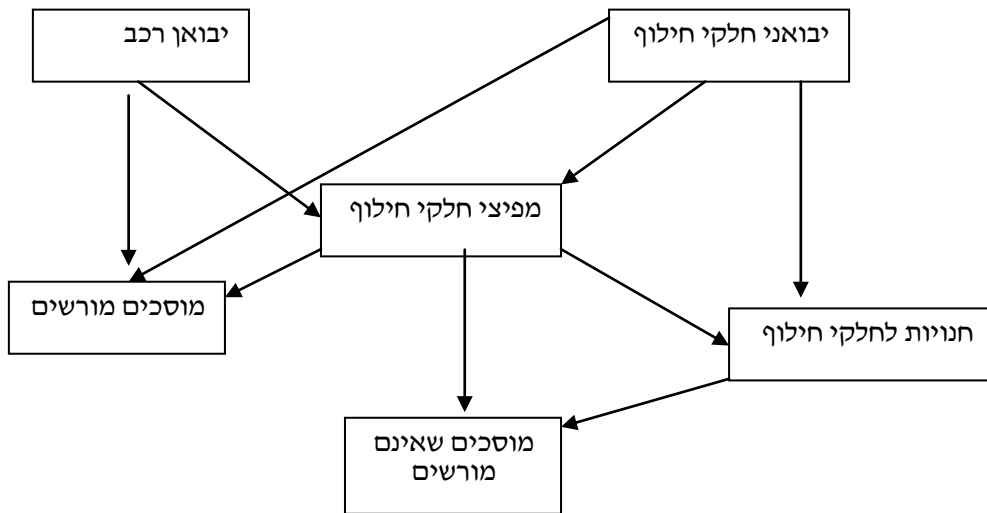 יבואני חלקי חילוף
יבואן רכב
מפיצי חלקי חילוף
מוסכים מורשים
חנויות לחלקי חילוף
מוסכים שאינם
מורשים